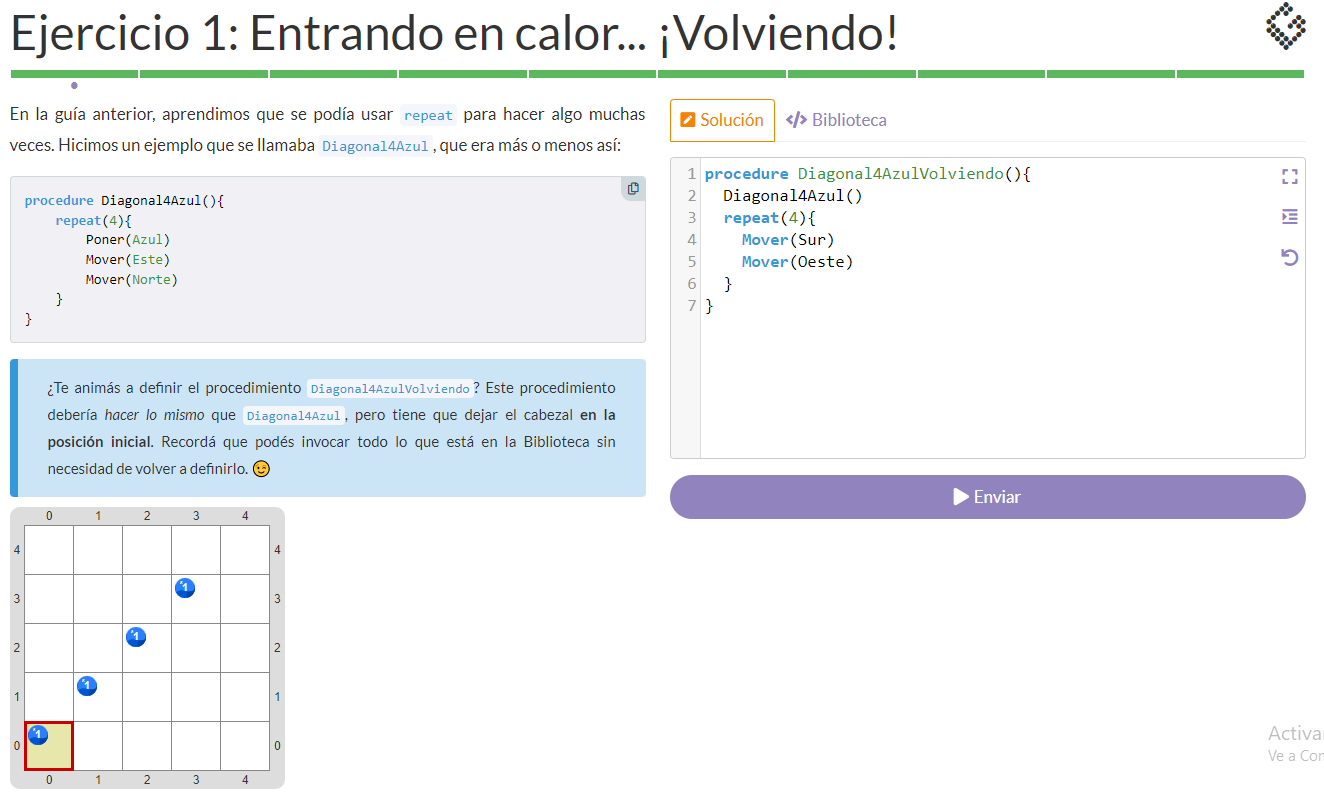 Ejercicio 1: Entrando en calor... ¡Volviendo!
En la guía anterior, aprendimos que se podía usar repeat para hacer algo muchas
veces. Hicimos un ejemplo que se llamaba Diagonal4Azul, que era más o menos así:
procedure Diagonal4Azul(){
    repeat(4){
        Poner(Azul)
        Mover(Este)
        Mover(Norte)
    }
}
¿Te animás a definir el procedimiento Diagonal4AzulVolviendo? Este procedimiento
debería hacer lo mismo que Diagonal4Azul, pero tiene que dejar el cabezal en la
posición inicial. Recordá que podés invocar todo lo que está en la Biblioteca sin
necesidad de volver a definirlo. 😉
0 1 2 3 4
4 4
3 1 3
2 1 2
1 1 1
0 1 0
0 1 2 3 4
Solución Biblioteca
1 procedure Diagonal4AzulVolviendo(){
2   Diagonal4Azul()
3   repeat(4){
4     Mover(Sur)
5     Mover(Oeste)
6   }
7 }
Enviar
Activa
Ve a Con